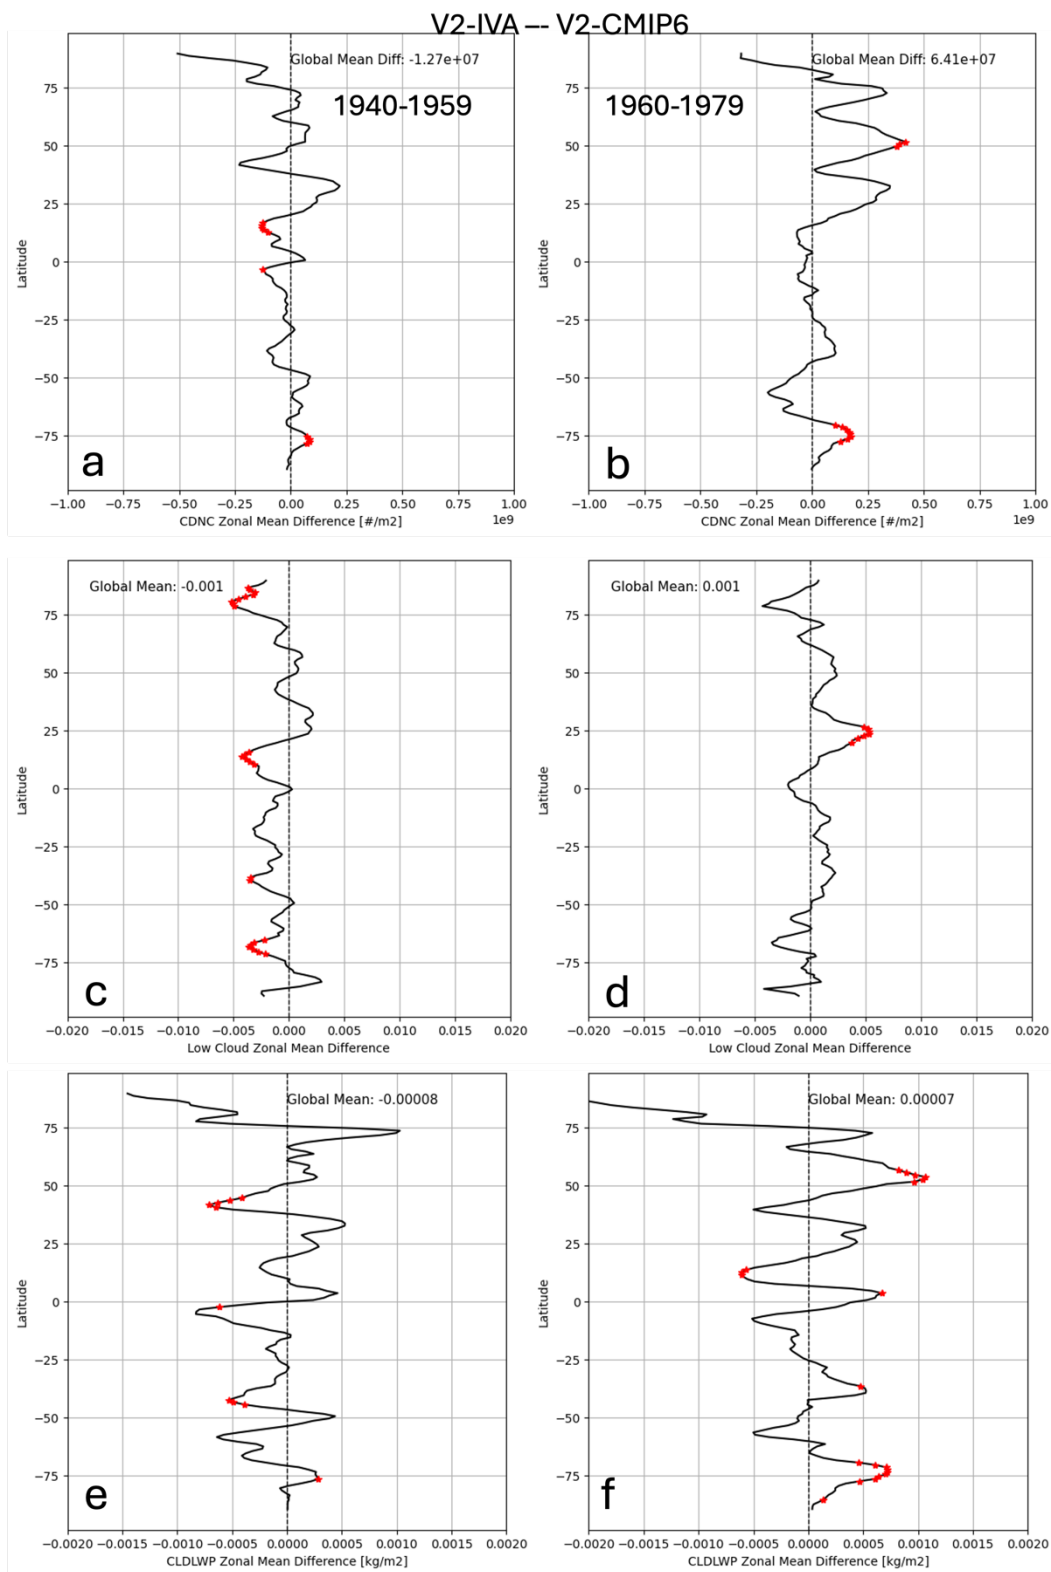 V2-IVA –- V2-CMIP6
Global Mean Diff: -1.27e+07
1940-1959
75
50
25
0
−25
−50
−75
Latitude
a
−1.00 −0.75 −0.50 −0.25 0.00 0.25 0.50 0.75 1.00
1e9
CDNC Zonal Mean Difference [#/m2]
Global Mean Diff: 6.41e+07
1960-1979
75
50
25
0
−25
−50
−75
Latitude
b
−1.00 −0.75 −0.50 −0.25 0.00 0.25 0.50 0.75 1.00
1e9
CDNC Zonal Mean Difference [#/m2]
Global Mean: -0.001
75
50
25
0
−25
−50
−75
Latitude
c
−0.020 −0.015 −0.010 −0.005 0.000 0.005 0.010 0.015 0.020
Low Cloud Zonal Mean Difference
Global Mean: 0.001
75
50
25
0
−25
−50
−75
Latitude
d
−0.020 −0.015 −0.010 −0.005 0.000 0.005 0.010 0.015 0.020
Low Cloud Zonal Mean Difference
Global Mean: -0.00008
75
50
25
0
−25
−50
−75
Latitude
e
−0.0020 −0.0015 −0.0010 −0.0005 0.0000 0.0005 0.0010 0.0015 0.0020
CLDLWP Zonal Mean Difference [kg/m2]
Global Mean: 0.00007
75
50
25
0
−25
−50
−75
Latitude
f
−0.0020 −0.0015 −0.0010 −0.0005 0.0000 0.0005 0.0010 0.0015 0.0020
CLDLWP Zonal Mean Difference [kg/m2]